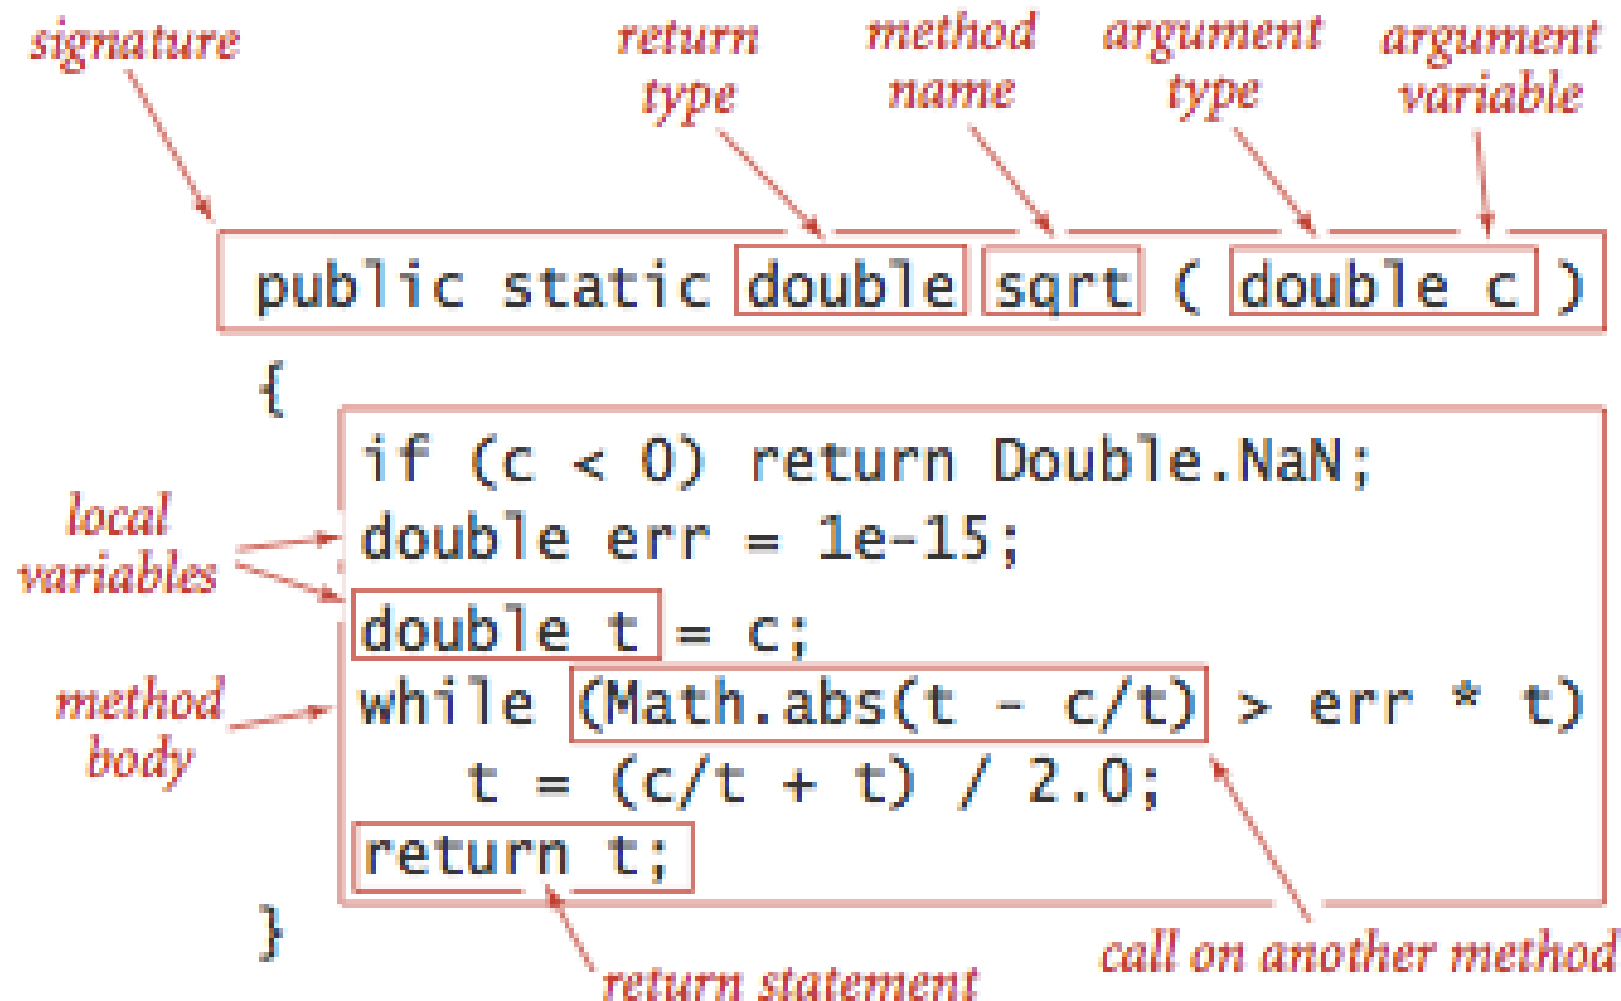 signature
return type
method name
argument type
argument variable
public static double sqrt ( double c )
{
if (c < 0) return Double.NaN;
local variables
double err = 1e-15;
double t = c;
method body
while (Math.abs(t - c/t) > err * t)
t = (c/t + t) / 2.0;
return t;
}
call on another method
return statement